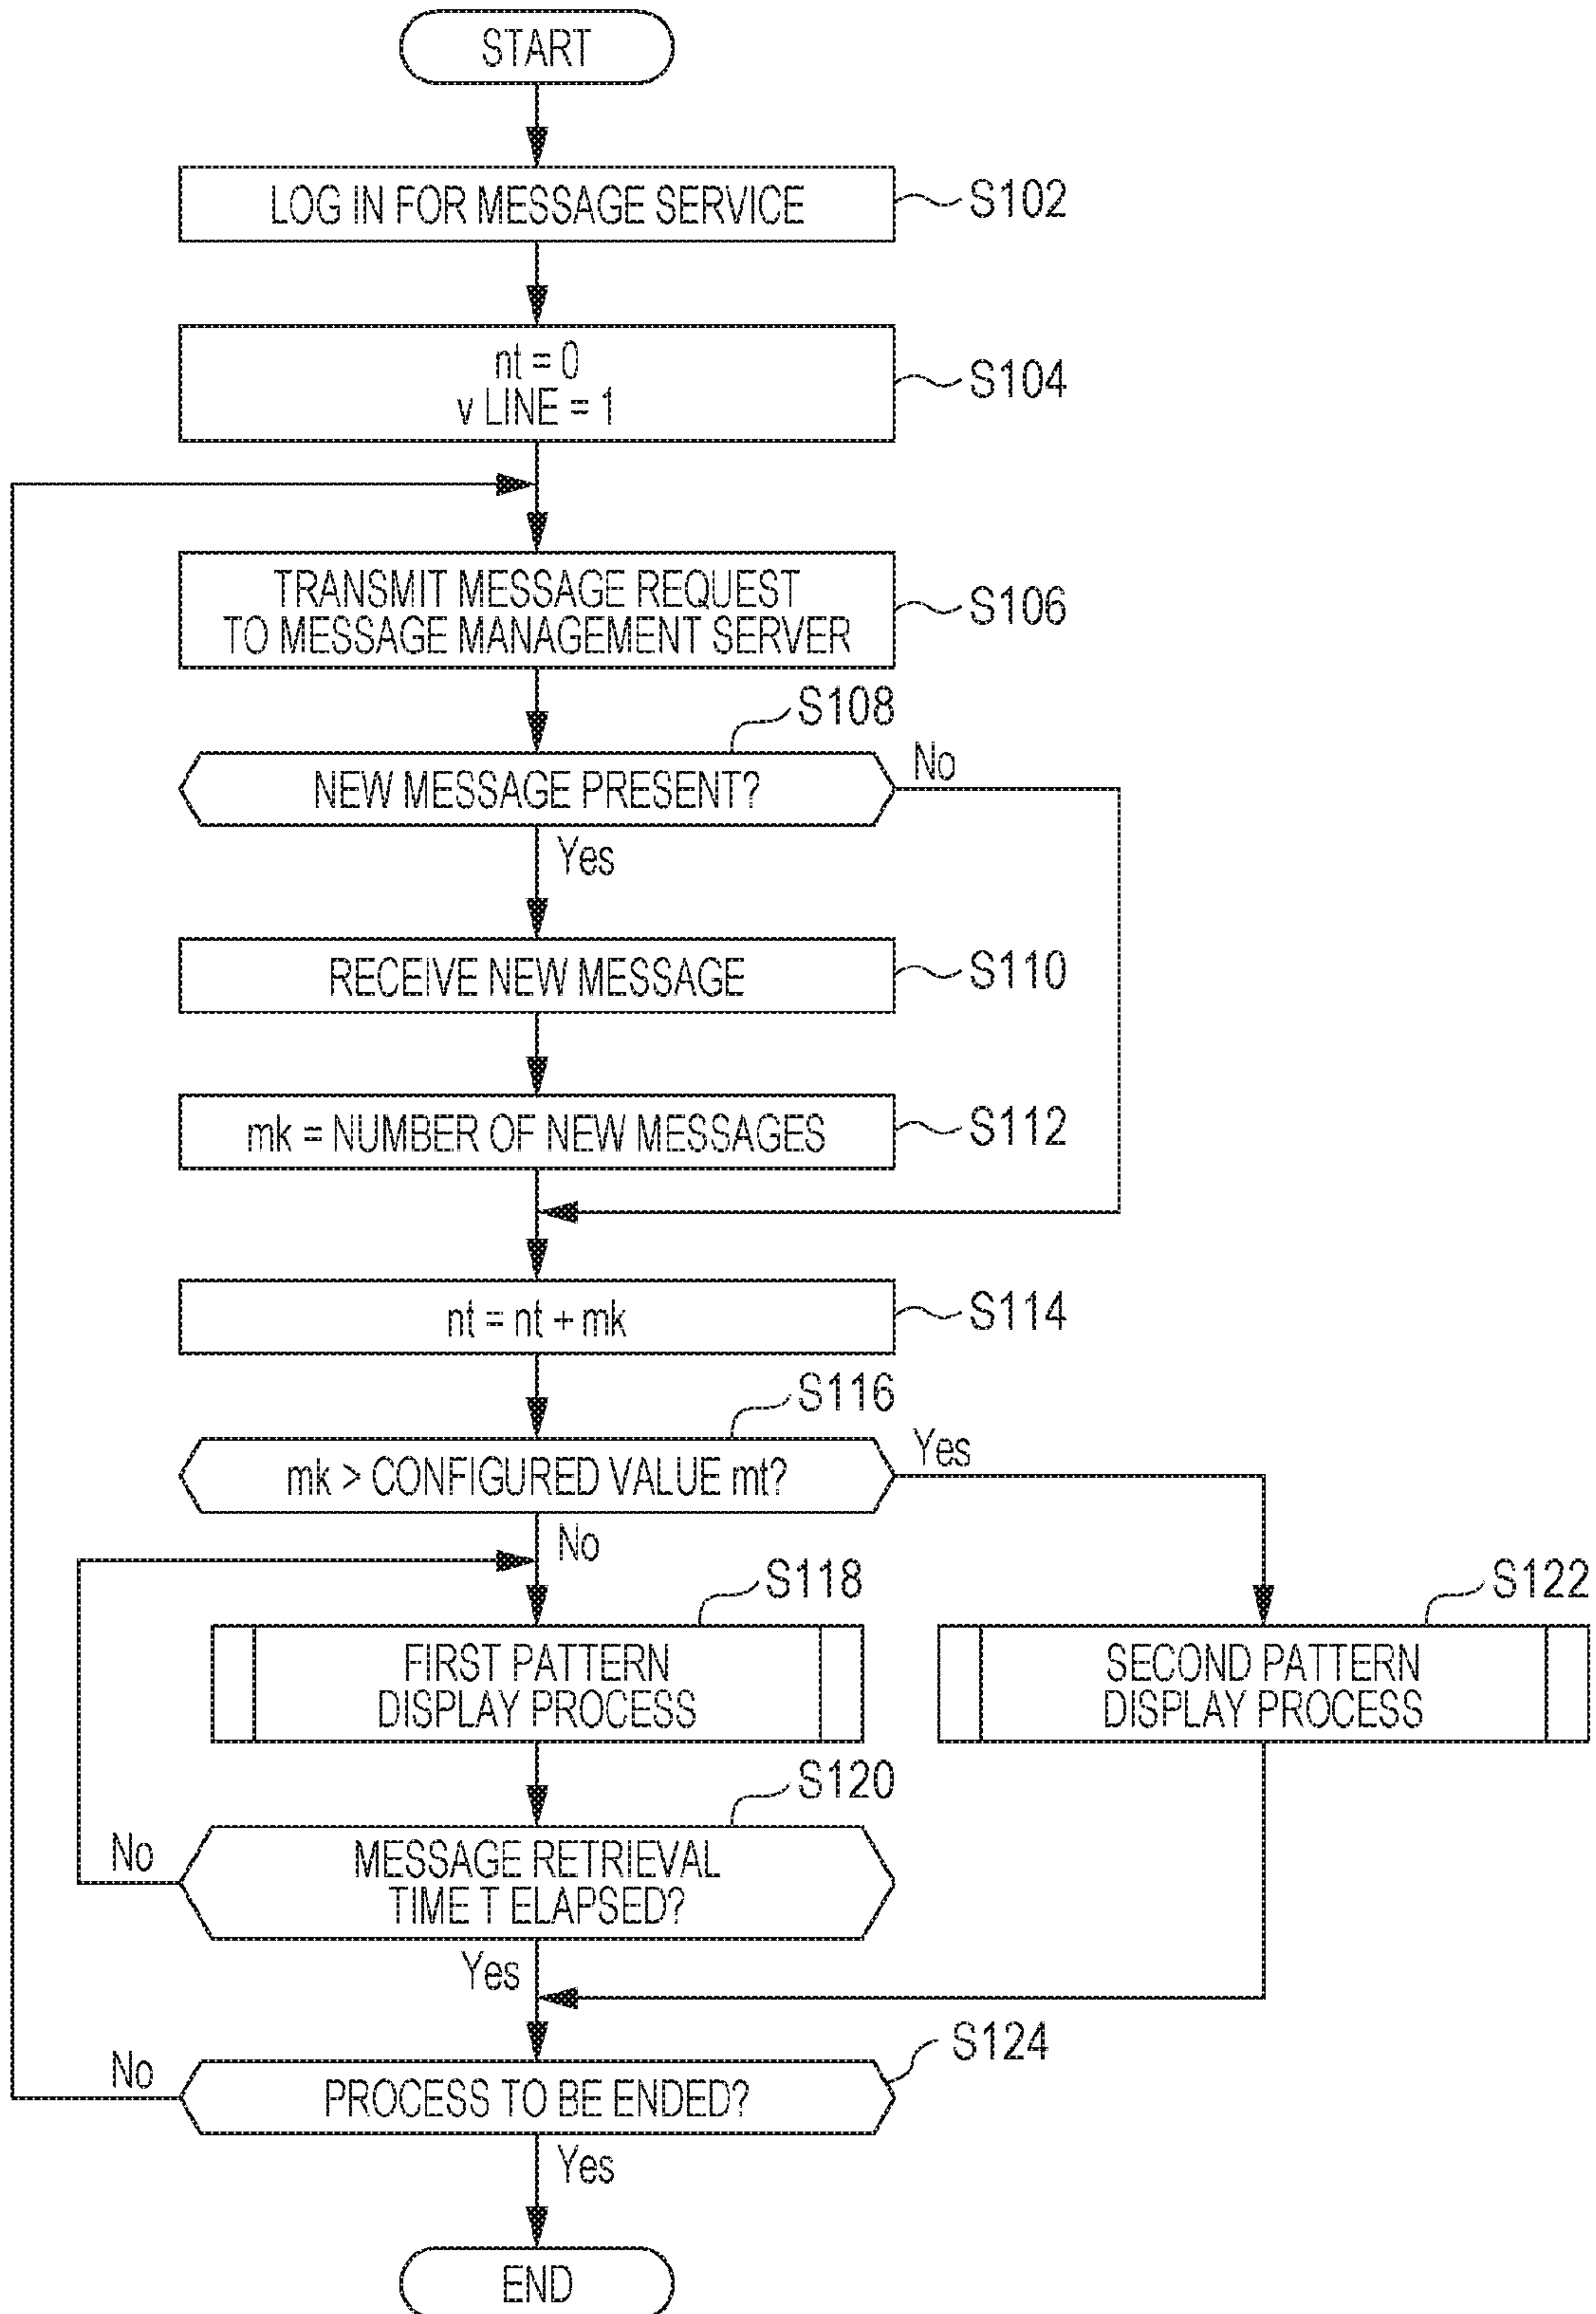 START
LOG IN FOR MESSAGE SERVICE
S102
nt = 0
v LINE = 1
S104
TRANSMIT MESSAGE REQUEST
TO MESSAGE MANAGEMENT SERVER
S106
S108
NEW MESSAGE PRESENT?
No
Yes
RECEIVE NEW MESSAGE
S110
mk = NUMBER OF NEW MESSAGES
S112
nt = nt + mk
S114
S116
mk > CONFIGURED VALUE mt?
Yes
No
S118
FIRST PATTERN
DISPLAY PROCESS
S122
SECOND PATTERN
DISPLAY PROCESS
S120
MESSAGE RETRIEVAL
TIME T ELAPSED?
No
Yes
S124
PROCESS TO BE ENDED?
No
Yes
END